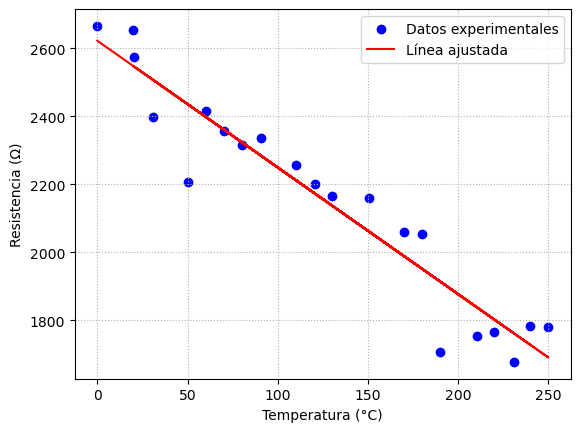 Datos experimentales
Línea ajustada
2600
2400
2200
2000
1800
Resistencia (Ω)
0 50 100 150 200 250
Temperatura (°C)